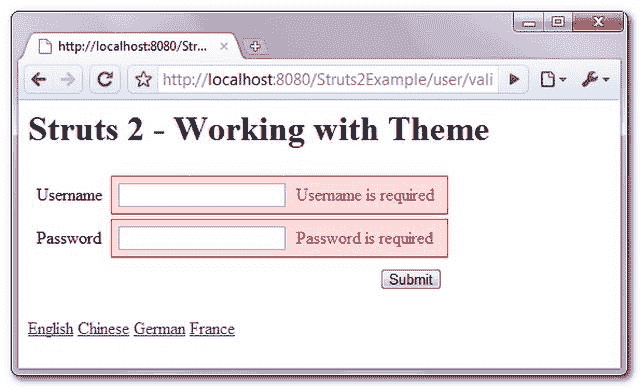 http://localhost:8080/Str...
http://localhost:8080/Struts2Example/user/vali
Struts 2 - Working with Theme
Username Username is required
Password Password is required
Submit
English Chinese German France